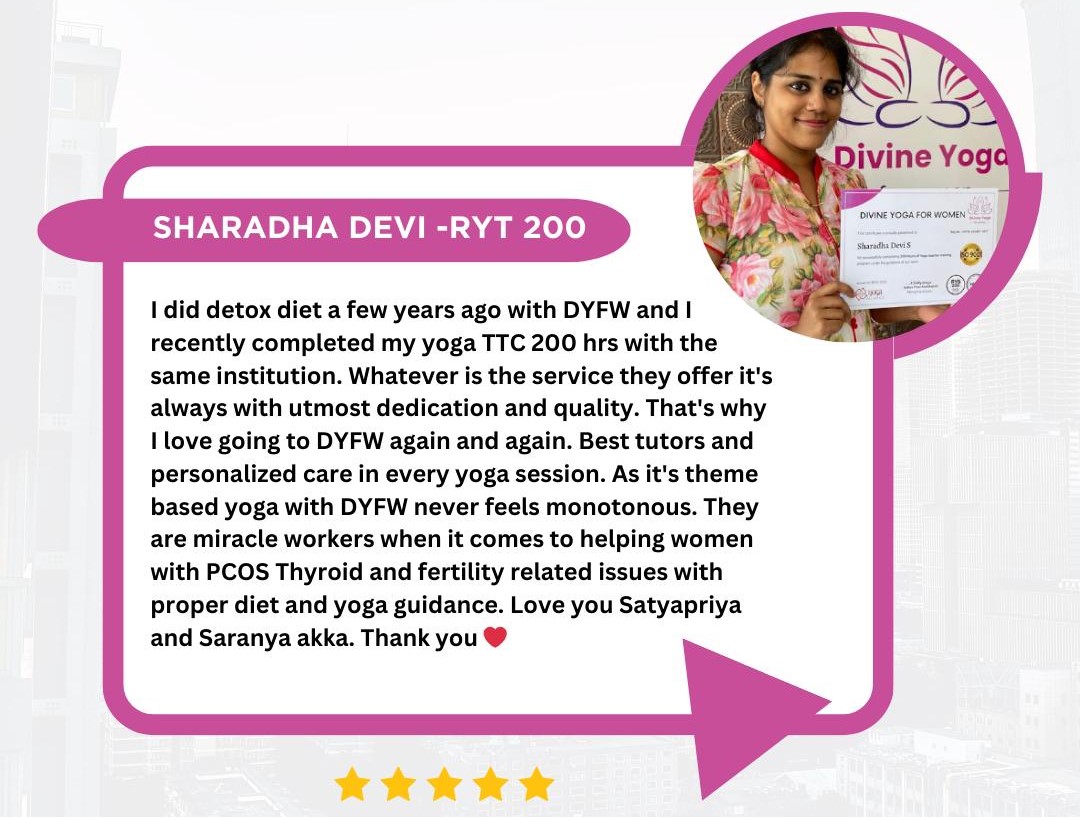 Divine Yoga
DIVINE YOGA FOR WOMEN
Sharadha Devi S
SHARADHA DEVI -RYT 200
I did detox diet a few years ago with DYFW and I
recently completed my yoga TTC 200 hrs with the
same institution. Whatever is the service they offer it's
always with utmost dedication and quality. That's why
I love going to DYFW again and again. Best tutors and
personalized care in every yoga session. As it's theme
based yoga with DYFW never feels monotonous. They
are miracle workers when it comes to helping women
with PCOS Thyroid and fertility related issues with
proper diet and yoga guidance. Love you Satyapriya
and Saranya akka. Thank you ❤️